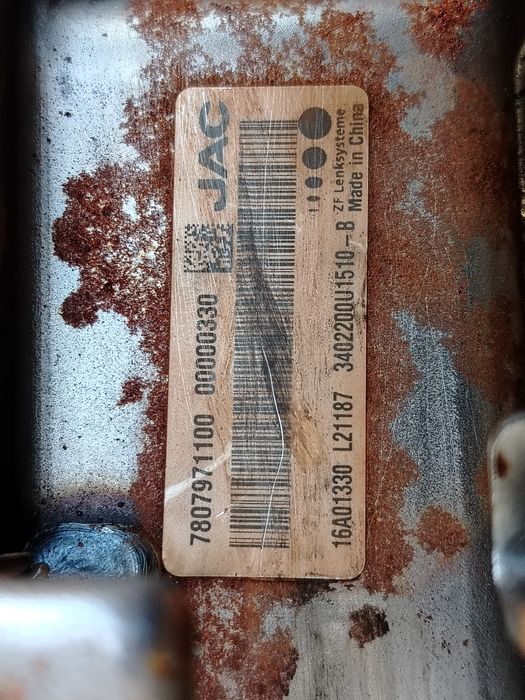 JAC
7807971100 00000330
ZF Lenksysteme
Made in China
16A01330 L21187 3402200U1510-B